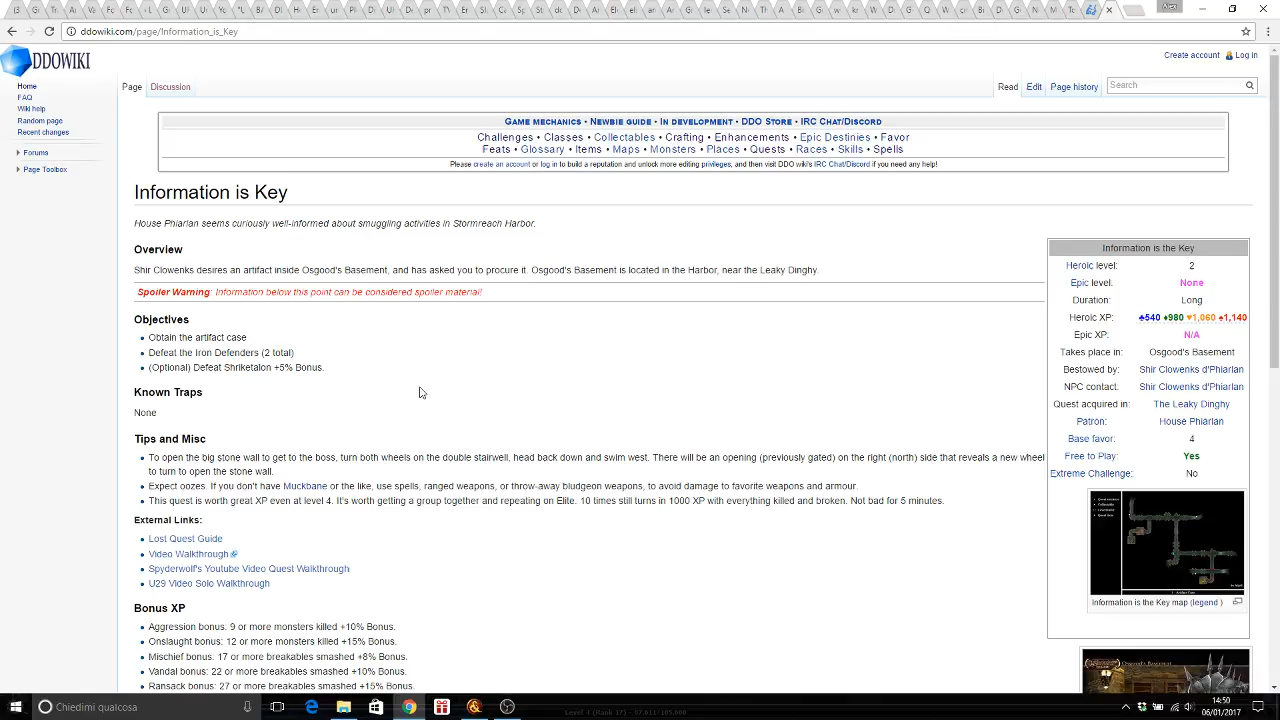 Alex
ddowiki.com/page/Information_is_Key
DDOWIKI
Create account Log in
Home
FAQ
Wiki help
Random page
Recent changes
Forums
Page Toolbox
Page Discussion Read Edit Page history Search
Game mechanics • Newbie guide • In development • DDO Store • IRC Chat/Discord
Challenges • Classes • Collectables • Crafting • Enhancements • Epic Destinies • Favor
Feats • Glossary • Items • Maps • Monsters • Places • Quests • Races • Skills • Spells
Please create an account or log in to build a reputation and unlock more editing privileges, and then visit DDO wiki's IRC Chat/Discord if you need any help!
Information is Key
House Phiarlan seems curiously well-informed about smuggling activities in Stormreach Harbor.
Overview
Shir Clowenks desires an artifact inside Osgood's Basement, and has asked you to procure it. Osgood's Basement is located in the Harbor, near the Leaky Dinghy.
Spoiler Warning: Information below this point can be considered spoiler material!
Objectives
• Obtain the artifact case
• Defeat the Iron Defenders (2 total)
• (Optional) Defeat Shriketalon +5% Bonus.
Known Traps
None
Tips and Misc
• To open the big stone wall to get to the boss, turn both wheels on the double stairwell, head back down and swim west. There will be an opening (previously gated) on the right (north) side that reveals a new wheel
to turn to open the stone wall.
• Expect oozes. If you don't have Muckbane or the like, use spells, ranged weapons, or throw-away bludgeon weapons, to avoid damage to favorite weapons and armour.
• This quest is worth great XP even at level 4. It's worth getting a group together and repeating on Elite. 10 times still turns in 1000 XP with everything killed and broken. Not bad for 5 minutes.
External Links:
• Lost Quest Guide
• Video Walkthrough
• Spyderwolf's Youtube Video Quest Walkthrough
• U29 Video Solo Walkthrough
Bonus XP
• Aggression bonus: 9 or more monsters killed +10% Bonus.
• Onslaught bonus: 12 or more monsters killed +15% Bonus.
• Mischief bonus: 17 or more breakables smashed +8% Bonus.
• Vandal bonus: 22 or more breakables smashed +10% Bonus.
• Ransack bonus: 27 or more breakables smashed +15% Bonus.
Information is the Key
Heroic level: 2
Epic level: None
Duration: Long
Heroic XP: ♣540 ♦980 ♥1,060 ♠1,140
Epic XP: N/A
Takes place in: Osgood's Basement
Bestowed by: Shir Clowenks d'Phiarlan
NPC contact: Shir Clowenks d'Phiarlan
Quest acquired in: The Leaky Dinghy
Patron: House Phiarlan
Base favor: 4
Free to Play: Yes
Extreme Challenge: No
Information is the Key map (legend )
Osgood's Basement
Chiedimi qualcosa
14:50
06/01/2017